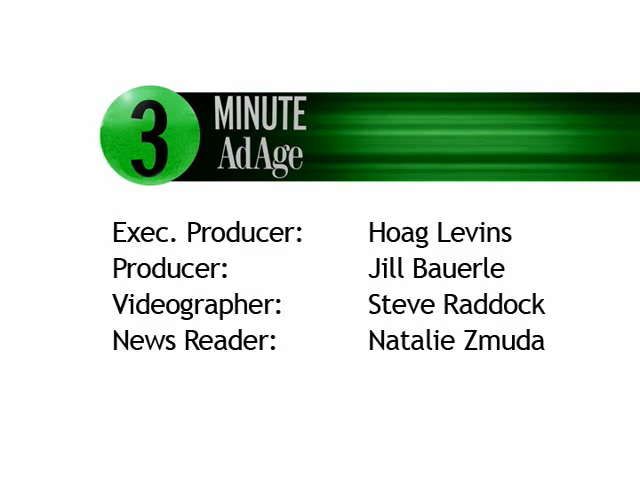 3 MINUTE
AdAge
Exec. Producer: Hoag Levins
Producer: Jill Bauerle
Videographer: Steve Raddock
News Reader: Natalie Zmuda